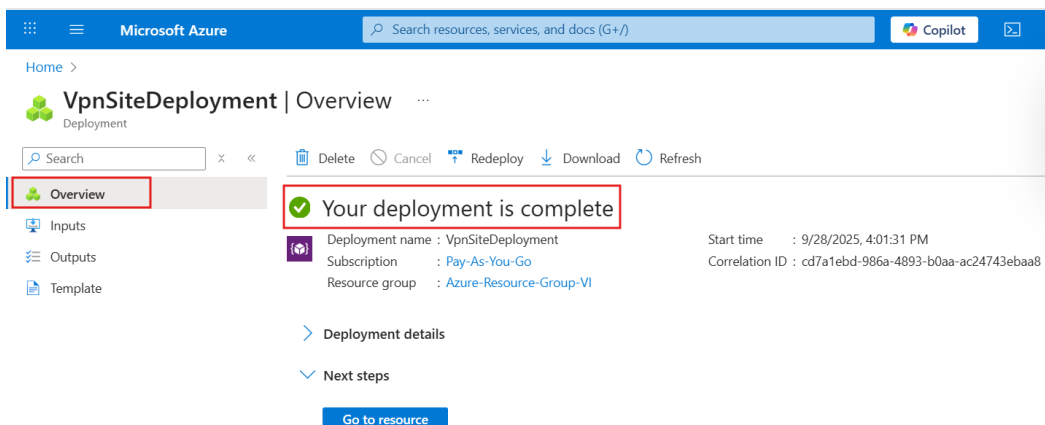 Microsoft Azure
Search resources, services, and docs (G+/)
Copilot
Home >
VpnSiteDeployment | Overview ...
Deployment
Search
Delete Cancel Redeploy Download Refresh
Overview
Inputs
Outputs
Template
Your deployment is complete
Deployment name : VpnSiteDeployment
Subscription : Pay-As-You-Go
Resource group : Azure-Resource-Group-VI
Start time : 9/28/2025, 4:01:31 PM
Correlation ID : cd7a1ebd-986a-4893-b0aa-ac24743ebaa8
Deployment details
Next steps
Go to resource